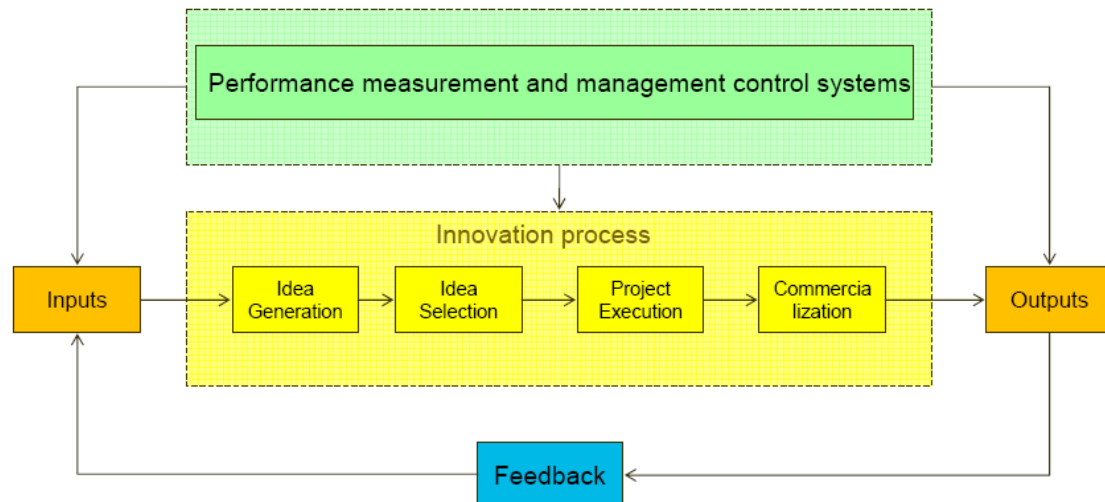 Performance measurement and management control systems
Innovation process
Inputs
Idea
Generation
Idea
Selection
Project
Execution
Commercia
lization
Outputs
Feedback